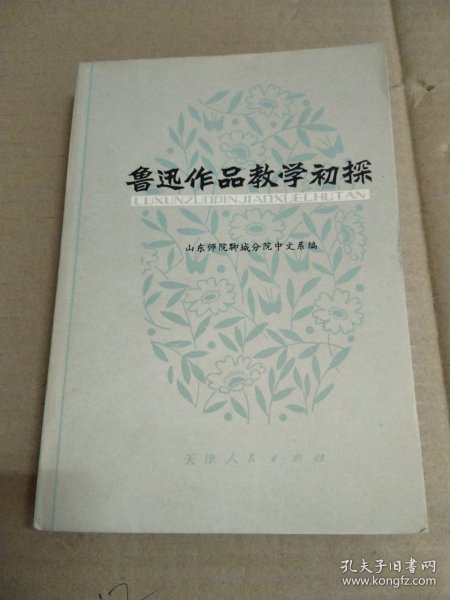 鲁迅作品教学初探
LUXUNZUOPINJIAOXUECHUTAN
山东师院聊城分院中文系编
天津人民出版社
孔夫子旧书网
www.kongfz.com